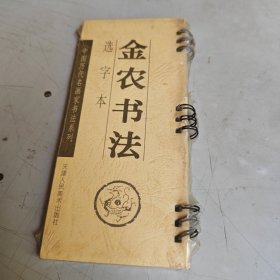 金农书法
选字本
中国历代名画家书法系列
天津人民美术出版社